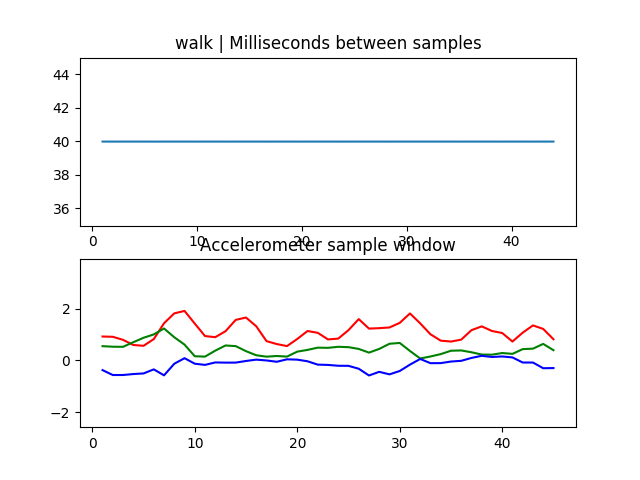 walk | Milliseconds between samples
44
42
40
38
36
0 10 20 30 40
Accelerometer sample window
2
0
−2
0 10 20 30 40